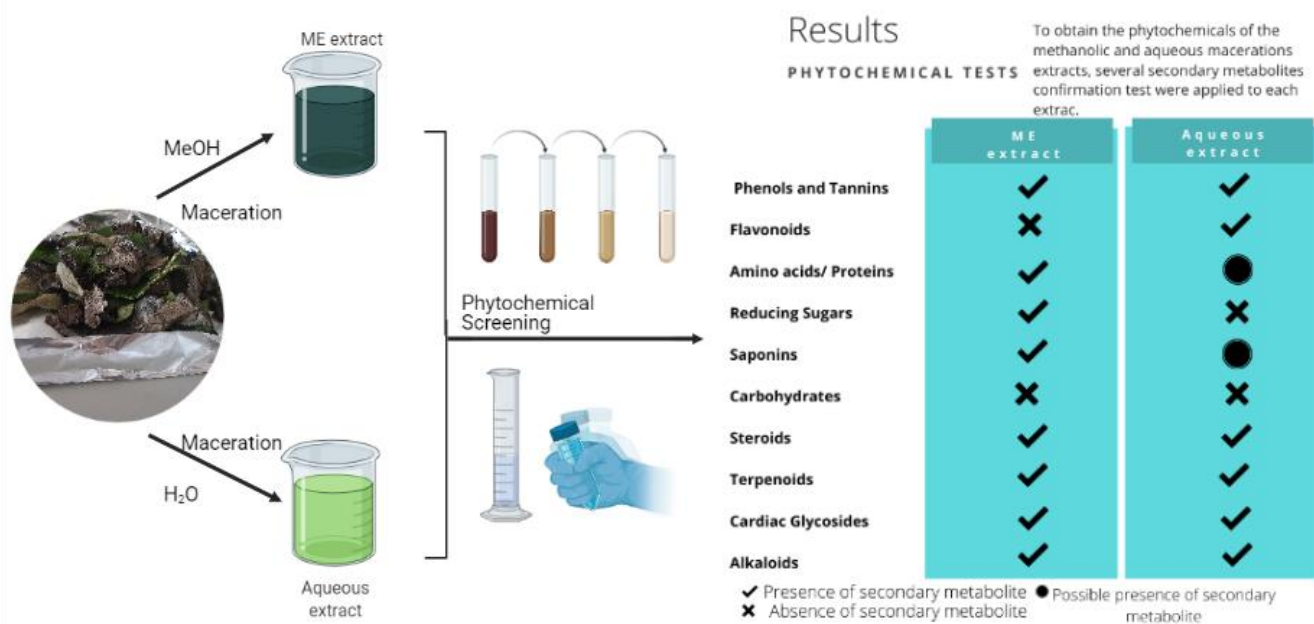 ME extract
MeOH
Maceration
Maceration
H₂O
Aqueous
extract
Phytochemical
Screening
Results
PHYTOCHEMICAL TESTS
To obtain the phytochemicals of the
methanolic and aqueous macerations
extracts, several secondary metabolites
confirmation test were applied to each
extrac.
ME
extract
Aqueous
extract
Phenols and Tannins
Flavonoids
Amino acids/ Proteins
Reducing Sugars
Saponins
Carbohydrates
Steroids
Terpenoids
Cardiac Glycosides
Alkaloids
Presence of secondary metabolite
Absence of secondary metabolite
Possible presence of secondary
metabolite